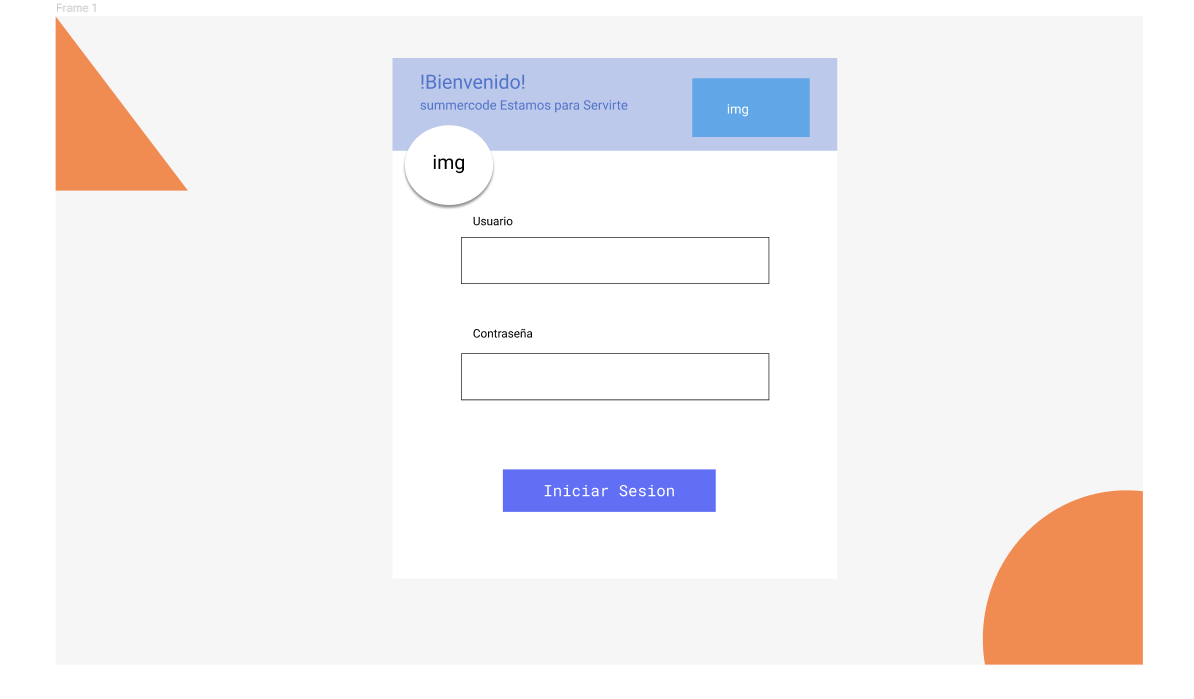 Frame 1
!Bienvenido!
summercode Estamos para Servirte
img
img
Usuario
Contraseña
Iniciar Sesion